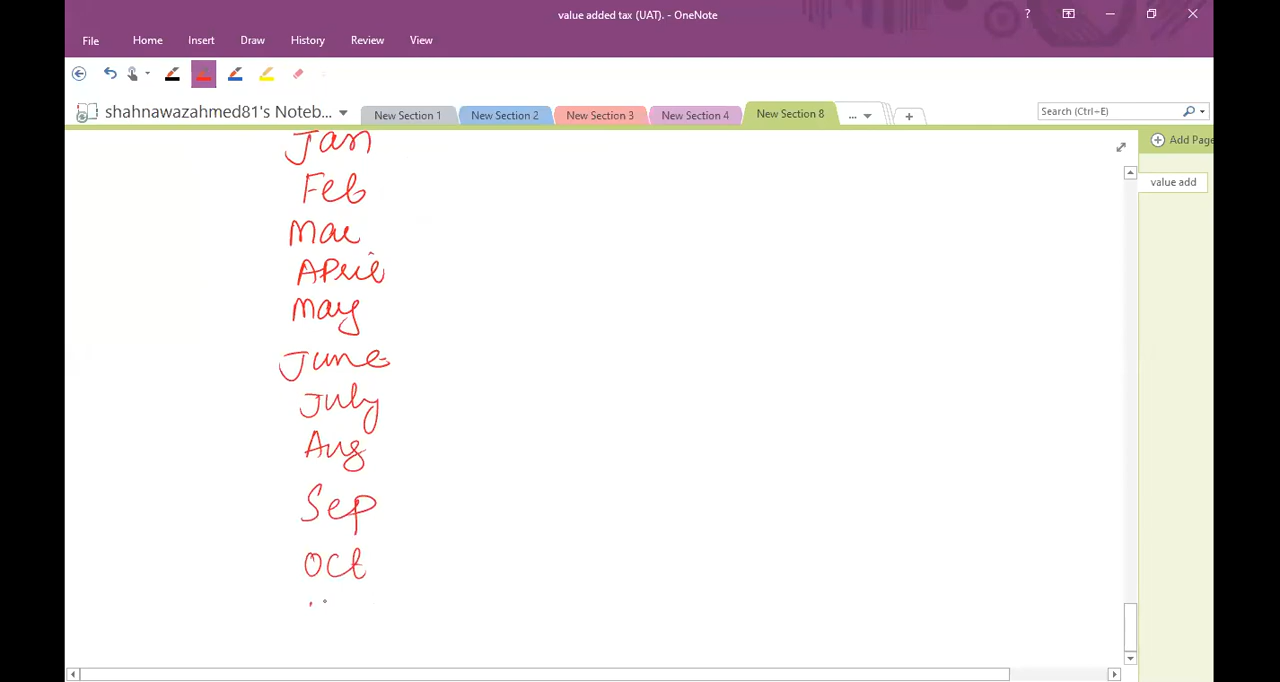 value added tax (UAT). - OneNote
?
File Home Insert Draw History Review View
shahnawazahmed81's Noteb... New Section 1 New Section 2 New Section 3 New Section 4 New Section 8 ... + Search (Ctrl+E)
Add Page
value add
Jan
Feb
Mar
April
May
June
July
Aug
Sep
Oct